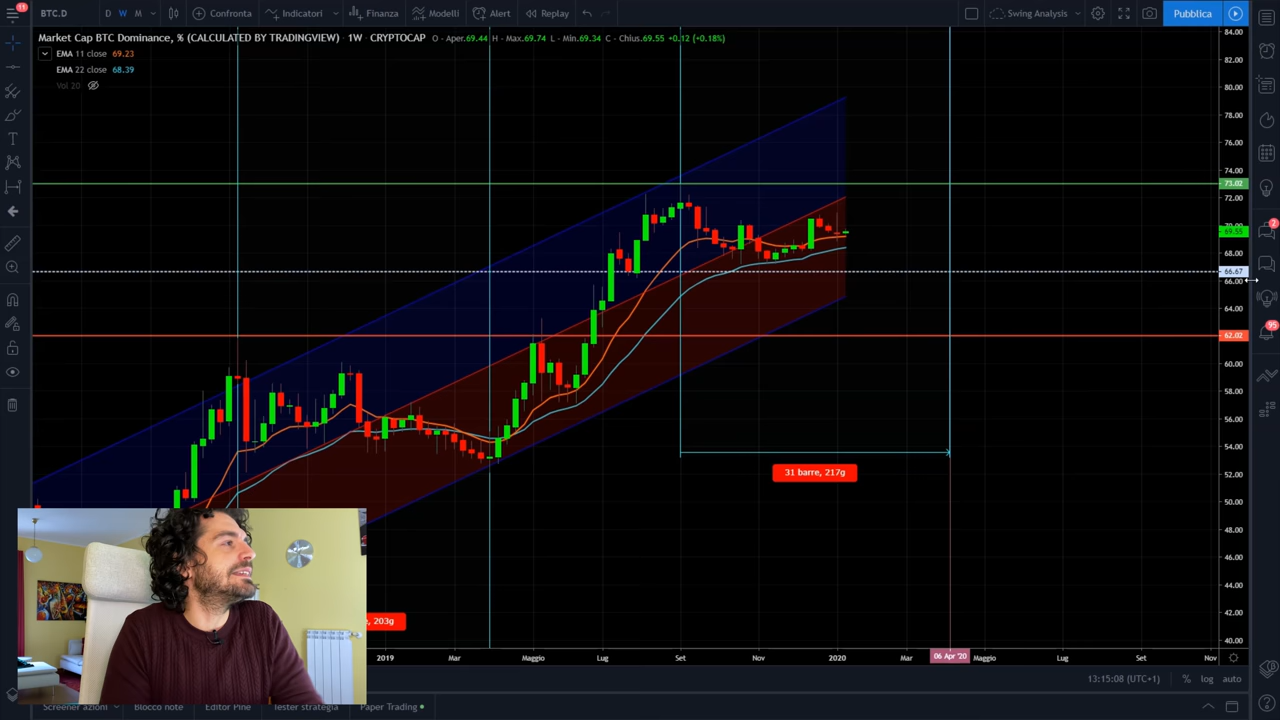 11
BTC.D D W M Confronta Indicatori Finanza Modelli Alert Replay Swing Analysis Pubblica
Market Cap BTC Dominance, % (CALCULATED BY TRADINGVIEW) · 1W · CRYPTOCAP O - Aper.69.44 H - Max.69.74 L - Min.69.34 C - Chius.69.55 +0.12 (+0.18%)
EMA 11 close 69.23
EMA 22 close 68.39
Vol 20
84.00
82.00
80.00
78.00
76.00
74.00
73.02
72.00
2
69.55
68.00
66.67
66.00
64.00
95
62.02
60.00
58.00
56.00
54.00
52.00
50.00
48.00
46.00
44.00
42.00
40.00
31 barre, 217g
203g
2019 Mar Maggio Lug Set Nov 2020 Mar 06 Apr '20 Maggio Lug Set Nov
13:15:08 (UTC+1) % log auto
Screener azioni Blocco note Editor Pine Tester strategia Paper Trading